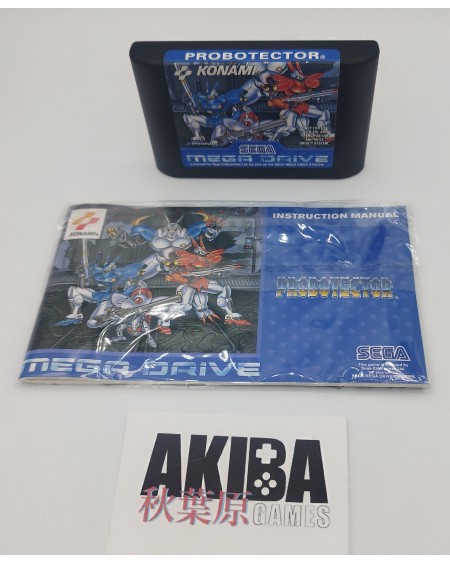 PROBOTECTOR®
KONAMI
SEGA
MEGA DRIVE
KONAMI
INSTRUCTION MANUAL
PROBOTECTOR
SEGA
MEGA DRIVE
AKIBA
秋葉原 GAMES